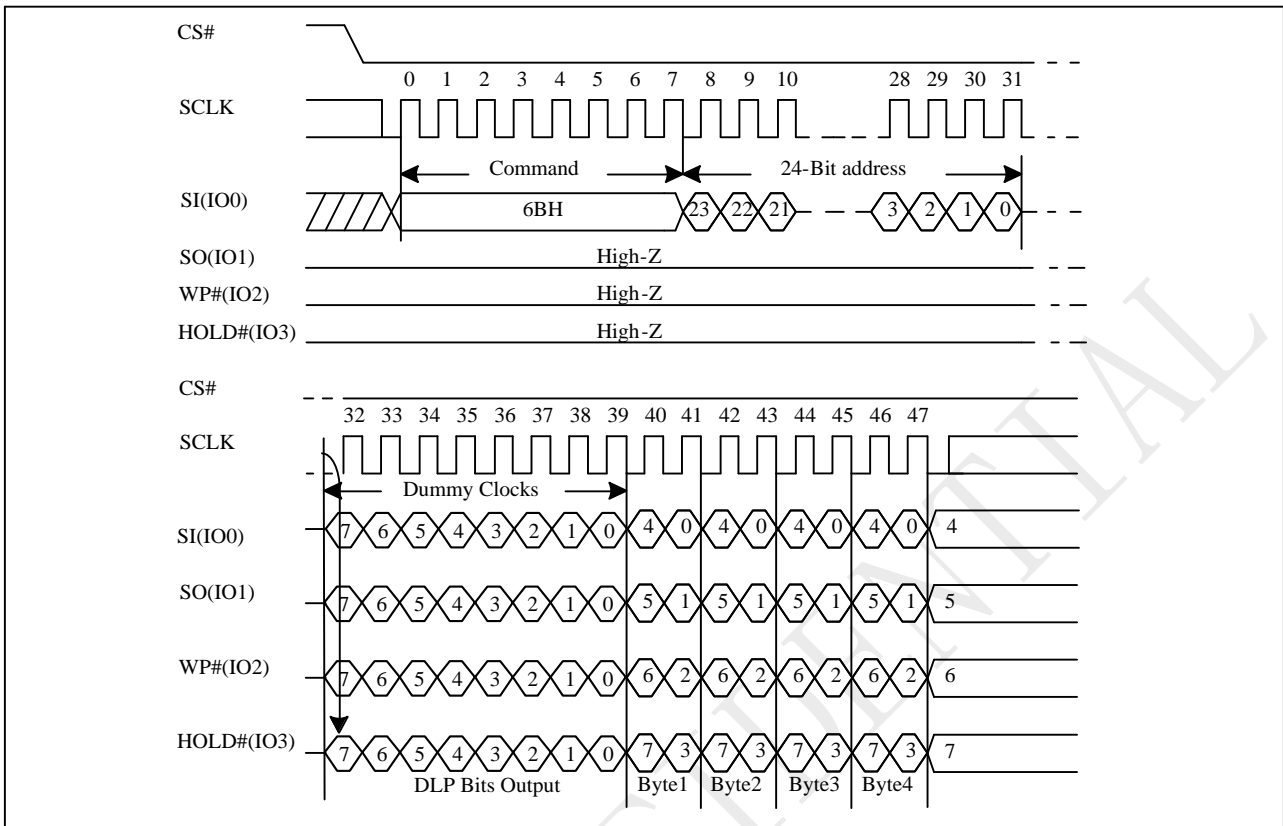 CS#
0 1 2 3 4 5 6 7 8 9 10 28 29 30 31
SCLK
Command 24-Bit address
SI(IO0) 6BH 23 22 21 3 2 1 0
SO(IO1) High-Z
WP#(IO2) High-Z
HOLD#(IO3) High-Z
CS#
32 33 34 35 36 37 38 39 40 41 42 43 44 45 46 47
SCLK
Dummy Clocks
SI(IO0) 7 6 5 4 3 2 1 0 4 0 4 0 4 0 4 0 4
SO(IO1) 7 6 5 4 3 2 1 0 5 1 5 1 5 1 5 1 5
WP#(IO2) 7 6 5 4 3 2 1 0 6 2 6 2 6 2 6 2 6
HOLD#(IO3) 7 6 5 4 3 2 1 0 7 3 7 3 7 3 7 3 7
DLP Bits Output Byte1 Byte2 Byte3 Byte4